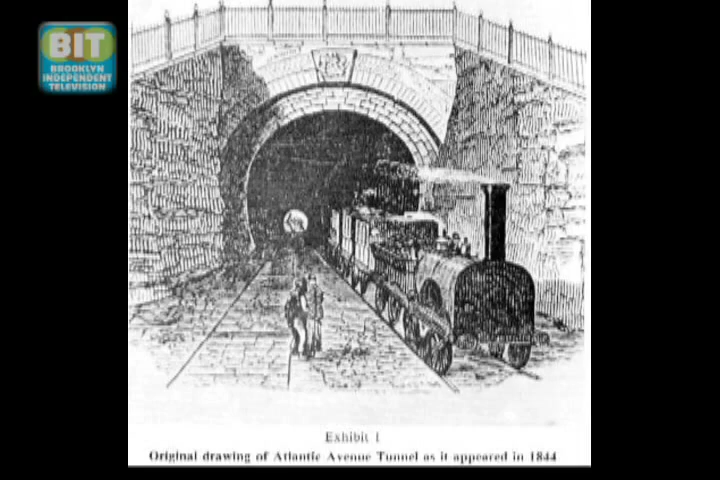 BIT
BROOKLYN
INDEPENDENT
TELEVISION
Exhibit 1
Original drawing of Atlantic Avenue Tunnel as it appeared in 1844